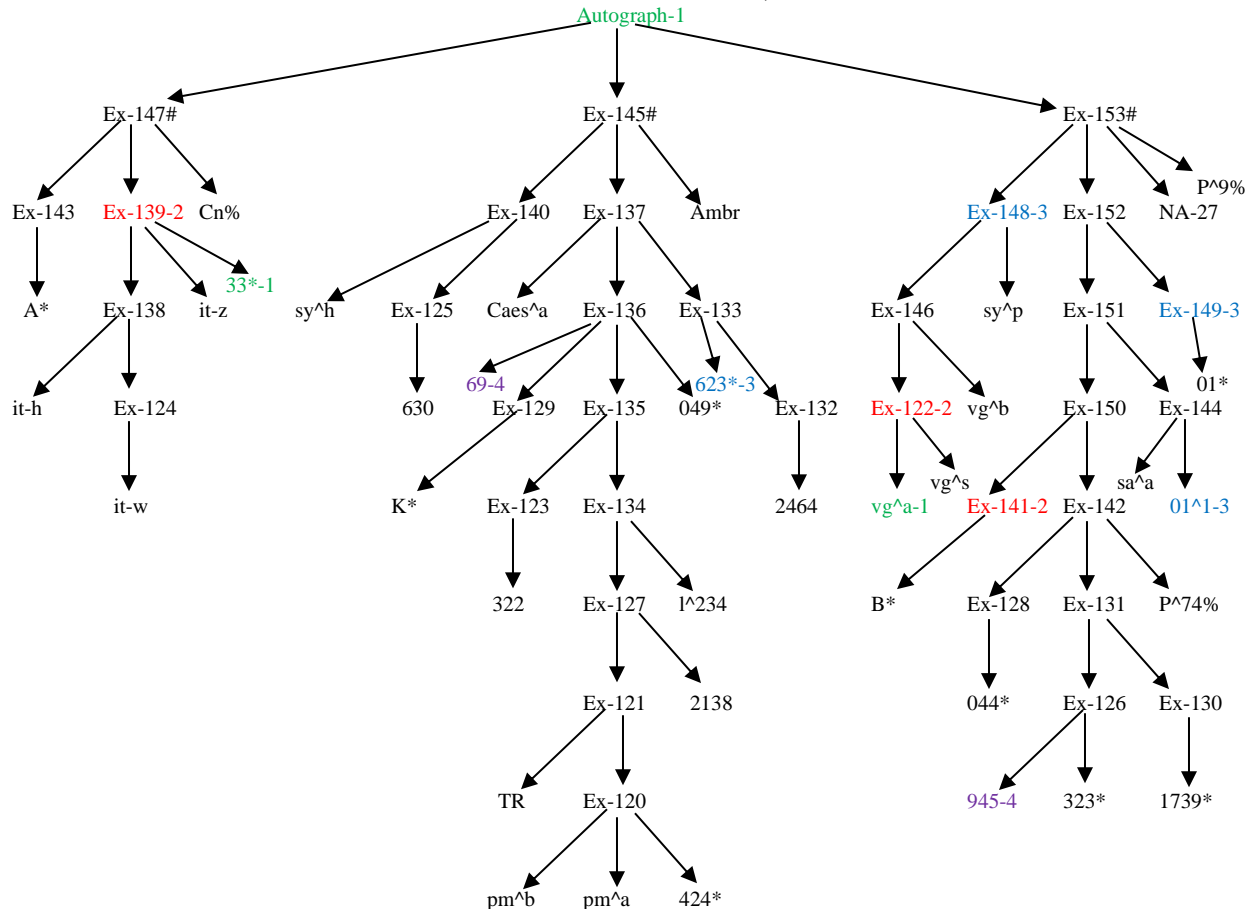 Autograph-1
Ex-147# Ex-145# Ex-153#
P^9%
Ex-143 Ex-139-2 Cn% Ex-140 Ex-137 Ambr Ex-148-3 Ex-152 NA-27
33*-1
A* Ex-138 it-z sy^h Ex-125 Caes^a Ex-136 Ex-133 Ex-146 sy^p Ex-151 Ex-149-3
69-4 623*-3 01*
it-h Ex-124 630 Ex-129 Ex-135 049* Ex-132 Ex-122-2 vg^b Ex-150 Ex-144
vg^s sa^a
it-w K* Ex-123 Ex-134 2464 vg^a-1 Ex-141-2 Ex-142 01^1-3
322 Ex-127 l^234 B* Ex-128 Ex-131 P^74%
Ex-121 2138 044* Ex-126 Ex-130
TR Ex-120 945-4 323* 1739*
pm^b pm^a 424*